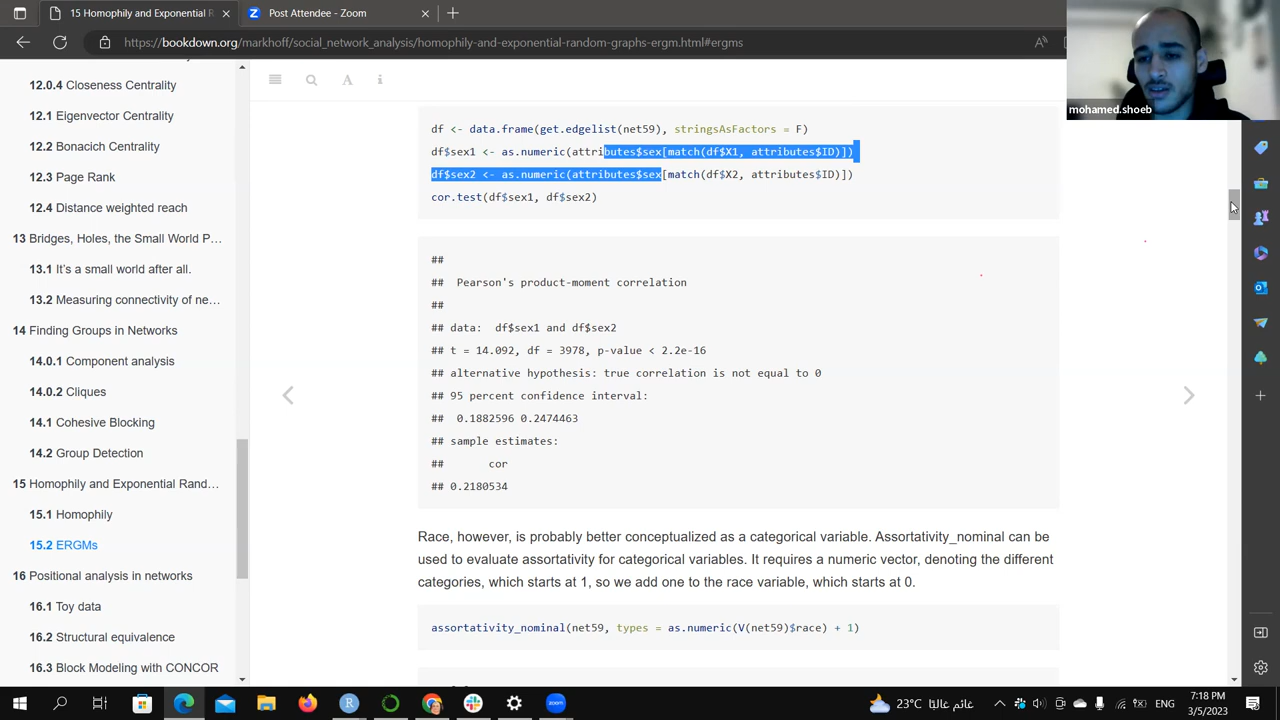 15 Homophily and Exponential R
Post Attendee - Zoom
https://bookdown.org/markhoff/social_network_analysis/homophily-and-exponential-random-graphs-ergm.html#ergms
mohamed.shoeb
12.0.4 Closeness Centrality
12.1 Eigenvector Centrality
12.2 Bonacich Centrality
12.3 Page Rank
12.4 Distance weighted reach
13 Bridges, Holes, the Small World P…
13.1 It's a small world after all.
13.2 Measuring connectivity of ne…
14 Finding Groups in Networks
14.0.1 Component analysis
14.0.2 Cliques
14.1 Cohesive Blocking
14.2 Group Detection
15 Homophily and Exponential Rand…
15.1 Homophily
15.2 ERGMs
16 Positional analysis in networks
16.1 Toy data
16.2 Structural equivalence
16.3 Block Modeling with CONCOR
df <- data.frame(get.edgelist(net59), stringsAsFactors = F)
df$sex1 <- as.numeric(attributes$sex[match(df$X1, attributes$ID)])
df$sex2 <- as.numeric(attributes$sex[match(df$X2, attributes$ID)])
cor.test(df$sex1, df$sex2)
##
## Pearson's product-moment correlation
##
## data: df$sex1 and df$sex2
## t = 14.092, df = 3978, p-value < 2.2e-16
## alternative hypothesis: true correlation is not equal to 0
## 95 percent confidence interval:
## 0.1882596 0.2474463
## sample estimates:
## cor
## 0.2180534
Race, however, is probably better conceptualized as a categorical variable. Assortativity_nominal can be
used to evaluate assortativity for categorical variables. It requires a numeric vector, denoting the different
categories, which starts at 1, so we add one to the race variable, which starts at 0.
assortativity_nominal(net59, types = as.numeric(V(net59)$race) + 1)
23°C غائم غالبًا
ENG
7:18 PM
3/5/2023